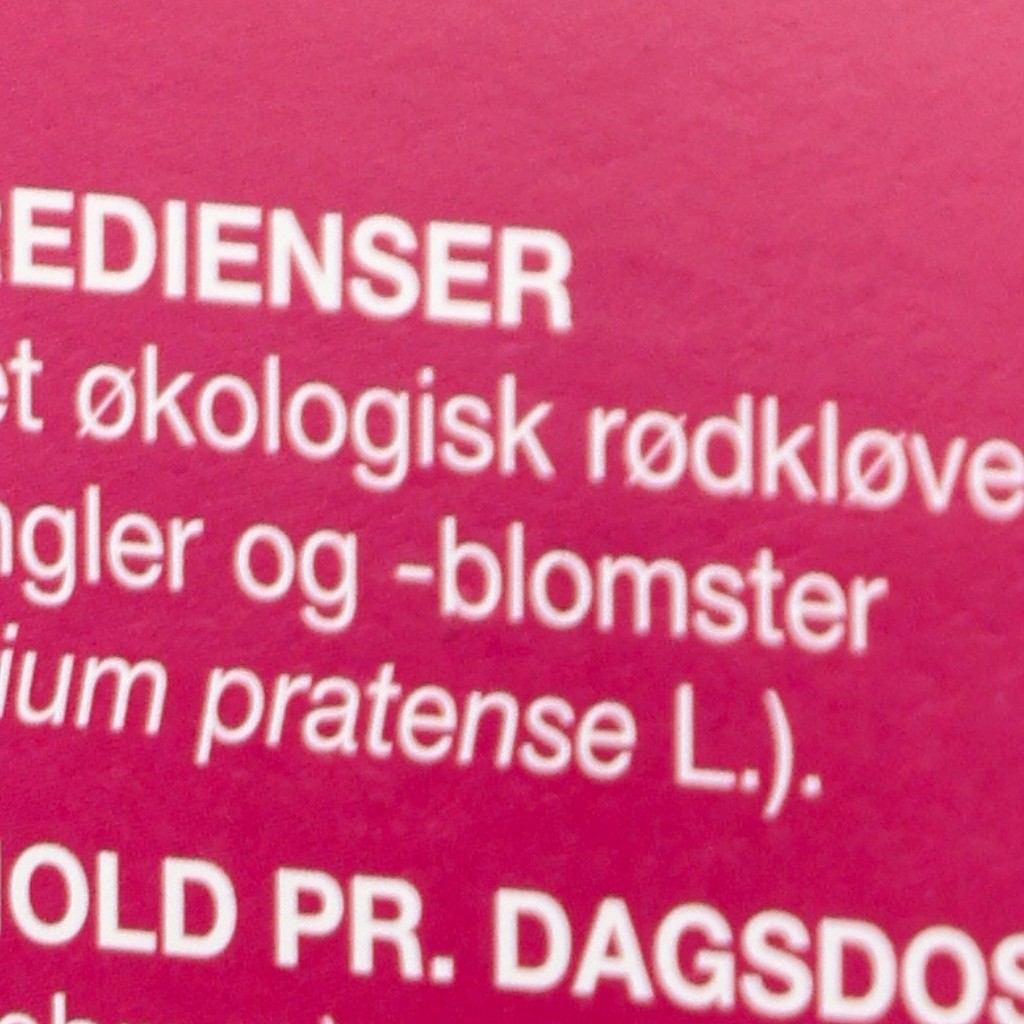 REDIENSER
et økologisk rødkløve
ngler og -blomster
ium pratense L.).
HOLD PR. DAGSDOS